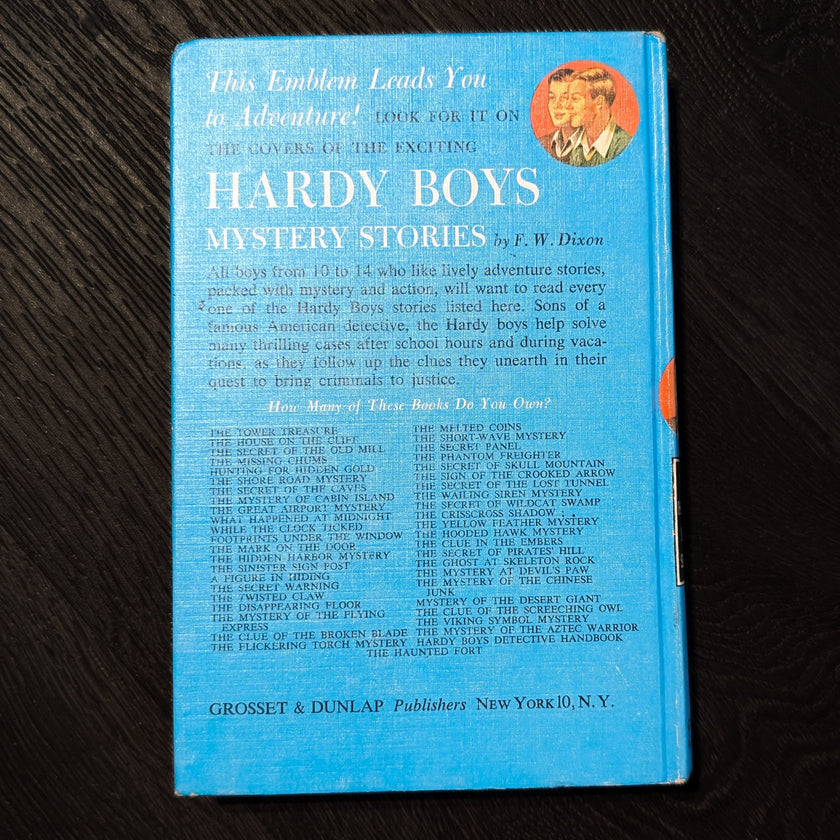 This Emblem Leads You
to Adventure! LOOK FOR IT ON
THE COVERS OF THE EXCITING
HARDY BOYS
MYSTERY STORIES by F. W. Dixon
All boys from 10 to 14 who like lively adventure stories,
packed with mystery and action, will want to read every
one of the Hardy Boys stories listed here. Sons of a
famous American detective, the Hardy boys help solve
many thrilling cases after school hours and during vaca-
tions, as they follow up the clues they unearth in their
quest to bring criminals to justice.
How Many of These Books Do You Own?
THE TOWER TREASURE
THE HOUSE ON THE CLIFF
THE SECRET OF THE OLD MILL
THE MISSING CHUMS
HUNTING FOR HIDDEN GOLD
THE SHORE ROAD MYSTERY
THE SECRET OF THE CAVES
THE MYSTERY OF CABIN ISLAND
THE GREAT AIRPORT MYSTERY
WHAT HAPPENED AT MIDNIGHT
WHILE THE CLOCK TICKED
FOOTPRINTS UNDER THE WINDOW
THE MARK ON THE DOOR
THE HIDDEN HARBOR MYSTERY
THE SINISTER SIGN POST
A FIGURE IN HIDING
THE SECRET WARNING
THE TWISTED CLAW
THE DISAPPEARING FLOOR
THE MYSTERY OF THE FLYING
EXPRESS
THE CLUE OF THE BROKEN BLADE
THE FLICKERING TORCH MYSTERY
THE MELTED COINS
THE SHORT-WAVE MYSTERY
THE SECRET PANEL
THE PHANTOM FREIGHTER
THE SECRET OF SKULL MOUNTAIN
THE SIGN OF THE CROOKED ARROW
THE SECRET OF THE LOST TUNNEL
THE WAILING SIREN MYSTERY
THE SECRET OF WILDCAT SWAMP
THE CRISSCROSS SHADOW
THE YELLOW FEATHER MYSTERY
THE HOODED HAWK MYSTERY
THE CLUE IN THE EMBERS
THE SECRET OF PIRATES' HILL
THE GHOST AT SKELETON ROCK
THE MYSTERY AT DEVIL'S PAW
THE MYSTERY OF THE CHINESE
JUNK
MYSTERY OF THE DESERT GIANT
THE CLUE OF THE SCREECHING OWL
THE VIKING SYMBOL MYSTERY
THE MYSTERY OF THE AZTEC WARRIOR
HARDY BOYS DETECTIVE HANDBOOK
THE HAUNTED FORT
GROSSET & DUNLAP Publishers NEW YORK 10, N. Y.